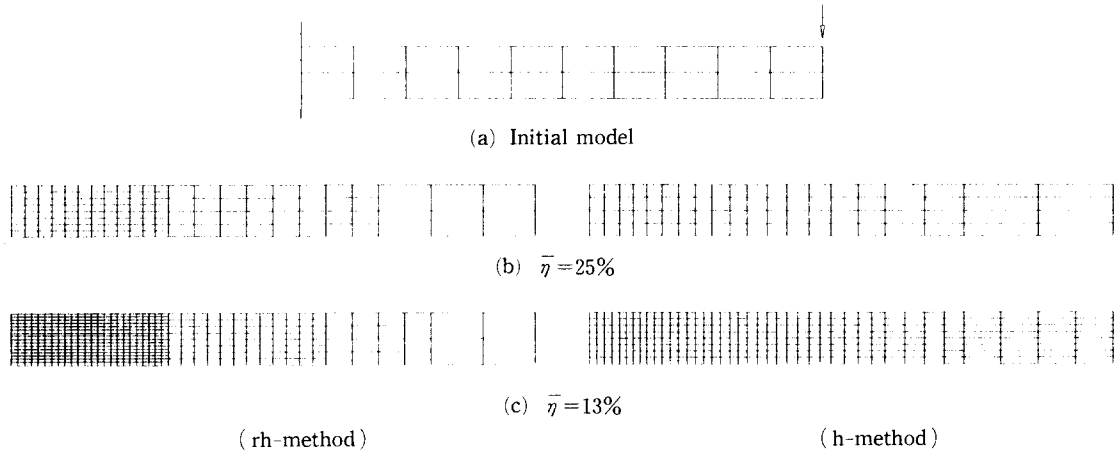 (a) Initial model
(b) η̅=25%
(c) η̅=13%
(rh-method)
(h-method)